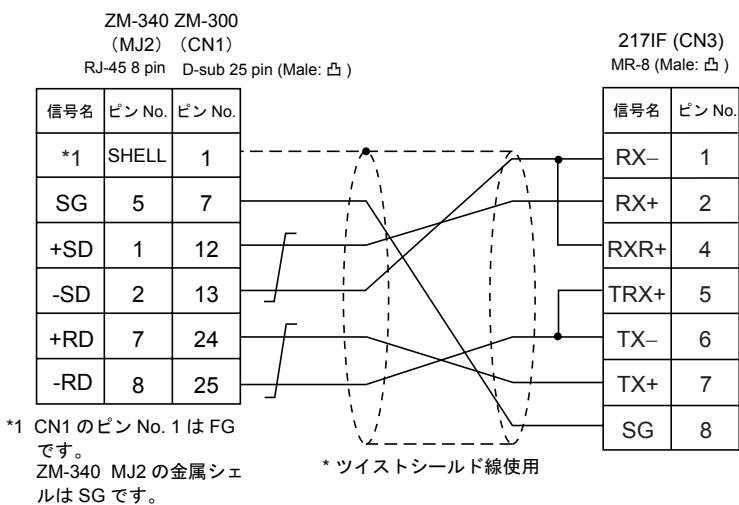 ZM-340 ZM-300
（MJ2）（CN1）
RJ-45 8 pin D-sub 25 pin (Male: 凸 )
217IF (CN3)
MR-8 (Male: 凸 )
信号名 ピン No. ピン No.
*1 SHELL 1
SG 5 7
+SD 1 12
-SD 2 13
+RD 7 24
-RD 8 25
信号名 ピン No.
RX− 1
RX+ 2
RXR+ 4
TRX+ 5
TX− 6
TX+ 7
SG 8
*1 CN1 のピン No. 1 は FG
です。
ZM-340 MJ2 の金属シェ
ルは SG です。
* ツイストシールド線使用